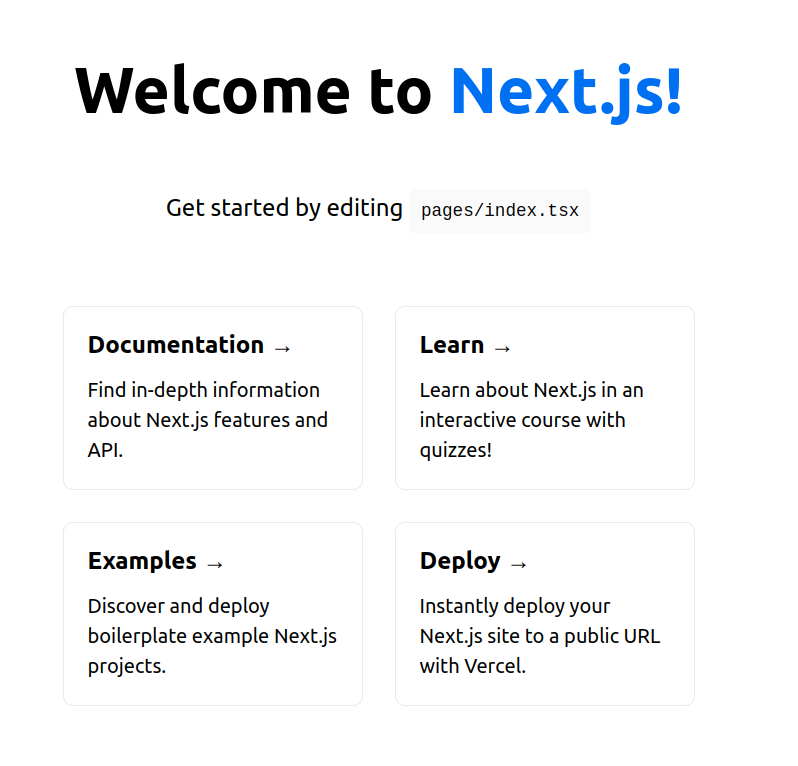 Welcome to Next.js!
Get started by editing pages/index.tsx
Documentation →
Find in-depth information
about Next.js features and
API.
Learn →
Learn about Next.js in an
interactive course with
quizzes!
Examples →
Discover and deploy
boilerplate example Next.js
projects.
Deploy →
Instantly deploy your
Next.js site to a public URL
with Vercel.